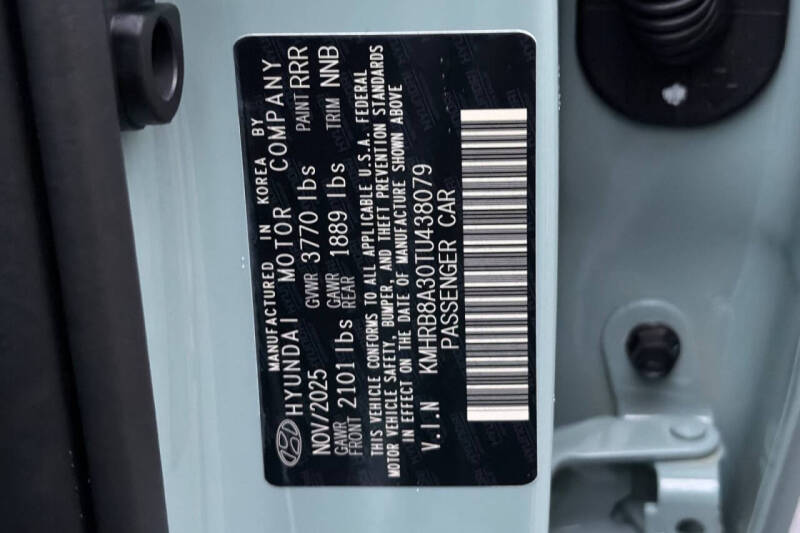 MANUFACTURED IN KOREA BY
HYUNDAI MOTOR COMPANY
NOV/2025 GVWR 3770 lbs PAINT RRR
GAWR FRONT 2101 lbs GAWR REAR 1889 lbs TRIM NNB
THIS VEHICLE CONFORMS TO ALL APPLICABLE U.S.A. FEDERAL
MOTOR VEHICLE SAFETY, BUMPER, AND THEFT PREVENTION STANDARDS
IN EFFECT ON THE DATE OF MANUFACTURE SHOWN ABOVE
V.I.N KMHRB8A30TU438079
PASSENGER CAR